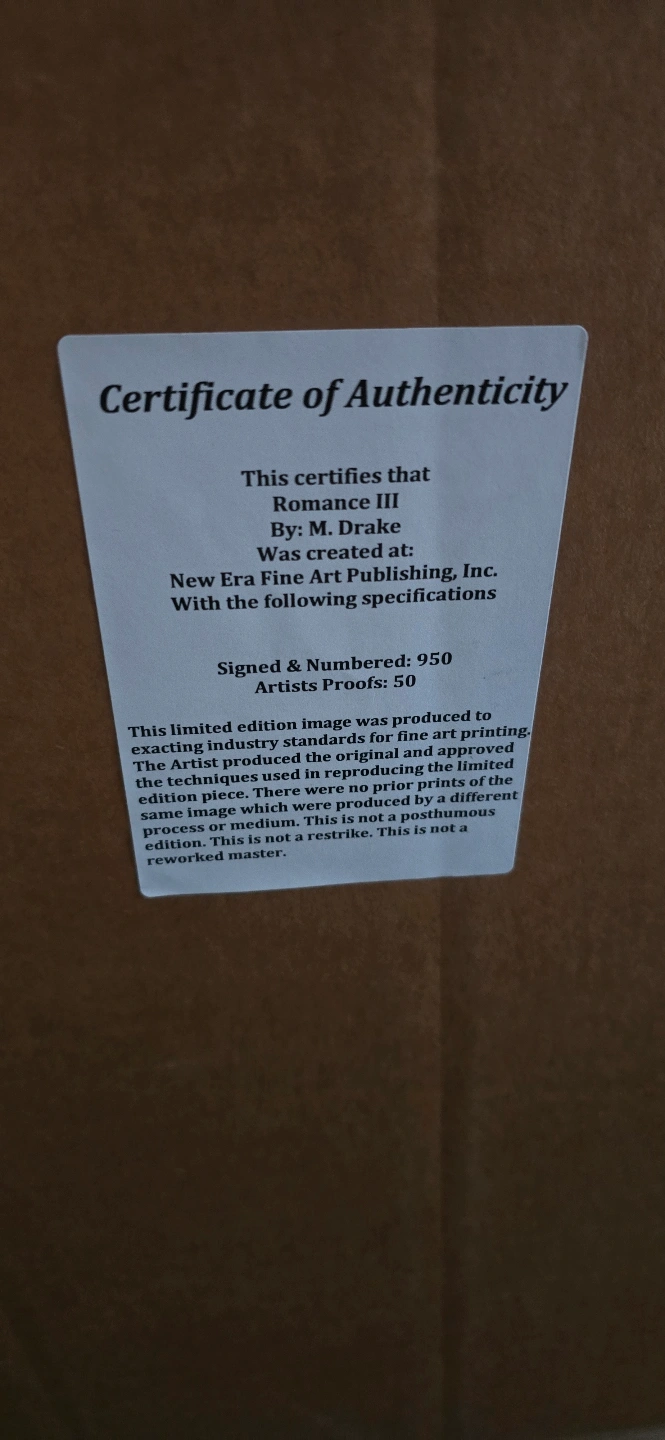 Certificate of Authenticity
This certifies that
Romance III
By: M. Drake
Was created at:
New Era Fine Art Publishing, Inc.
With the following specifications
Signed & Numbered: 950
Artists Proofs: 50
This limited edition image was produced to
exacting industry standards for fine art printing.
The Artist produced the original and approved
the techniques used in reproducing the limited
edition piece. There were no prior prints of the
same image which were produced by a different
process or medium. This is not a posthumous
edition. This is not a restrike. This is not a
reworked master.